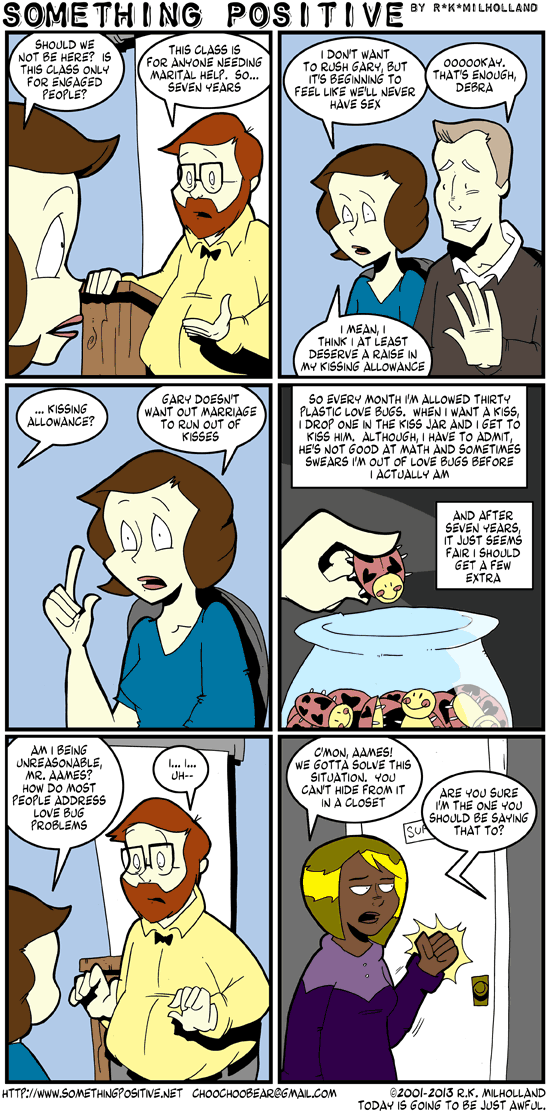 SOMETHING POSITIVE BY R*K*MILHOLLAND
SHOULD WE
NOT BE HERE? IS
THIS CLASS ONLY
FOR ENGAGED
PEOPLE?
THIS CLASS IS
FOR ANYONE NEEDING
MARITAL HELP. SO...
SEVEN YEARS
I DON'T WANT
TO RUSH GARY, BUT
IT'S BEGINNING TO
FEEL LIKE WE'LL NEVER
HAVE SEX
OOOOOKAY.
THAT'S ENOUGH,
DEBRA
I MEAN, I
THINK I AT LEAST
DESERVE A RAISE IN
MY KISSING ALLOWANCE
... KISSING
ALLOWANCE?
GARY DOESN'T
WANT OUT MARRIAGE
TO RUN OUT OF
KISSES
SO EVERY MONTH I'M ALLOWED THIRTY
PLASTIC LOVE BUGS. WHEN I WANT A KISS,
I DROP ONE IN THE KISS JAR AND I GET TO
KISS HIM. ALTHOUGH, I HAVE TO ADMIT,
HE'S NOT GOOD AT MATH AND SOMETIMES
SWEARS I'M OUT OF LOVE BUGS BEFORE
I ACTUALLY AM
AND AFTER
SEVEN YEARS,
IT JUST SEEMS
FAIR I SHOULD
GET A FEW
EXTRA
AM I BEING
UNREASONABLE,
MR. AAMES?
HOW DO MOST
PEOPLE ADDRESS
LOVE BUG
PROBLEMS
I... I...
UH--
C'MON, AAMES!
WE GOTTA SOLVE THIS
SITUATION. YOU
CAN'T HIDE FROM IT
IN A CLOSET
ARE YOU SURE
I'M THE ONE YOU
SHOULD BE SAYING
THAT TO?
SUP
HTTP://WWW.SOMETHINGPOSITIVE.NET CHOOCHOOBEAR@GMAIL.COM ©2001-2013 R.K. MILHOLLAND
TODAY IS GOING TO BE JUST AWFUL.